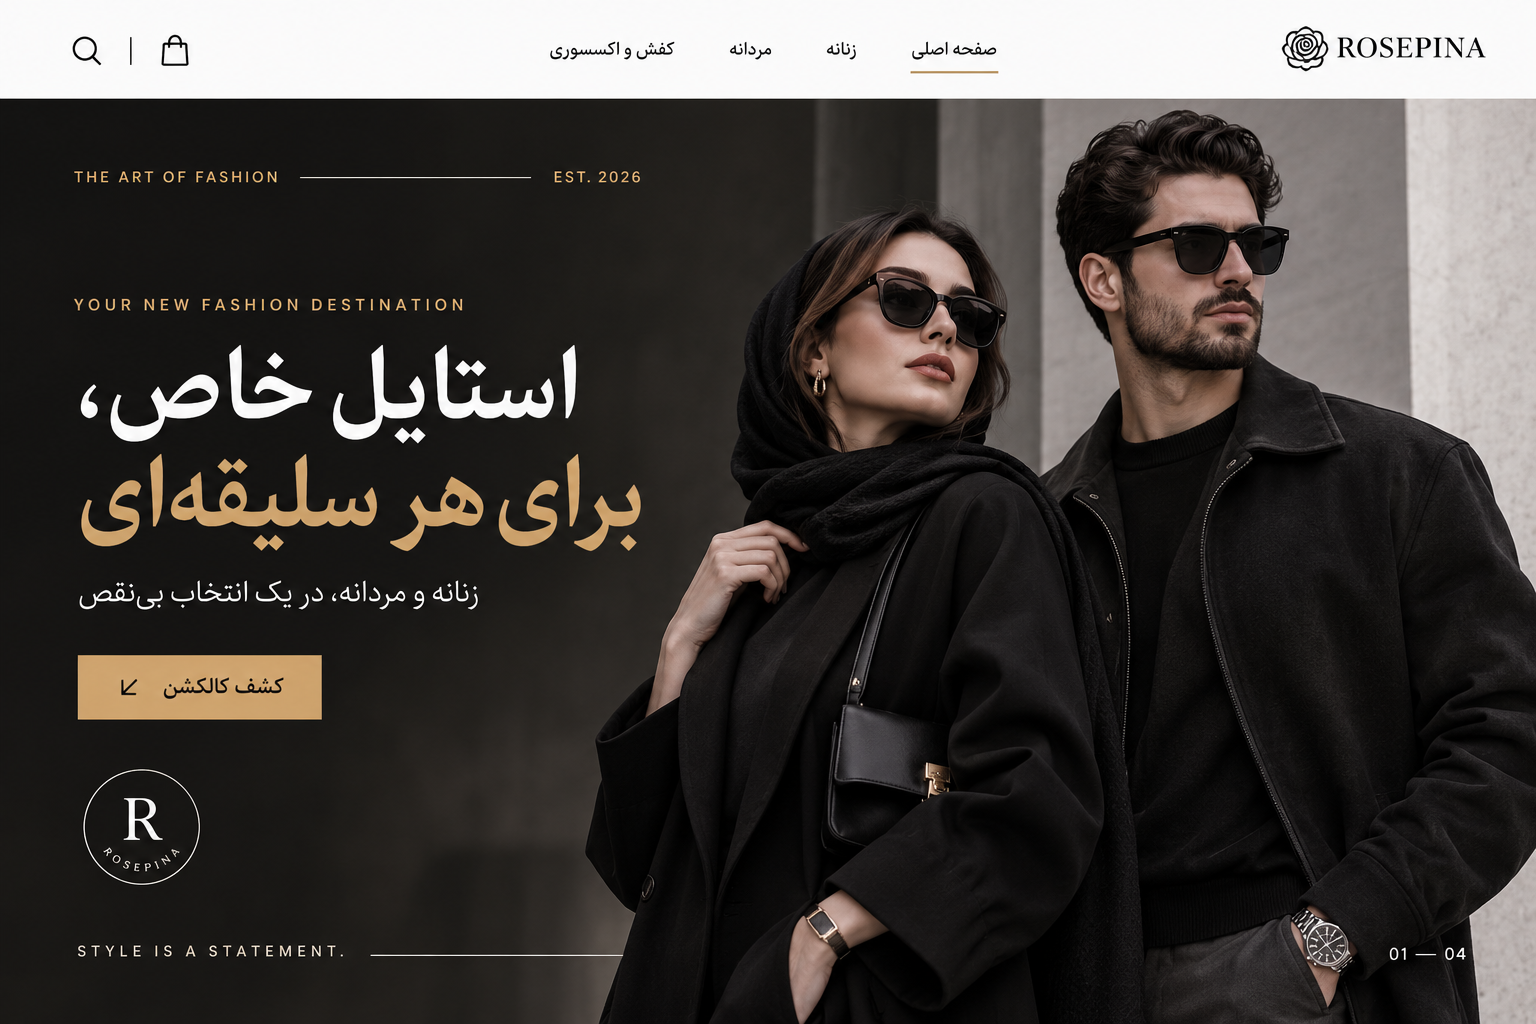 ROSEPINA
صفحه اصلی
زنانه
مردانه
کفش و اکسسوری
THE ART OF FASHION
EST. 2026
YOUR NEW FASHION DESTINATION
استایل خاص،
برای هر سلیقه‌ای
زنانه و مردانه، در یک انتخاب بی‌نقص
کشف کالکشن
R
ROSEPINA
STYLE IS A STATEMENT.
01 — 04